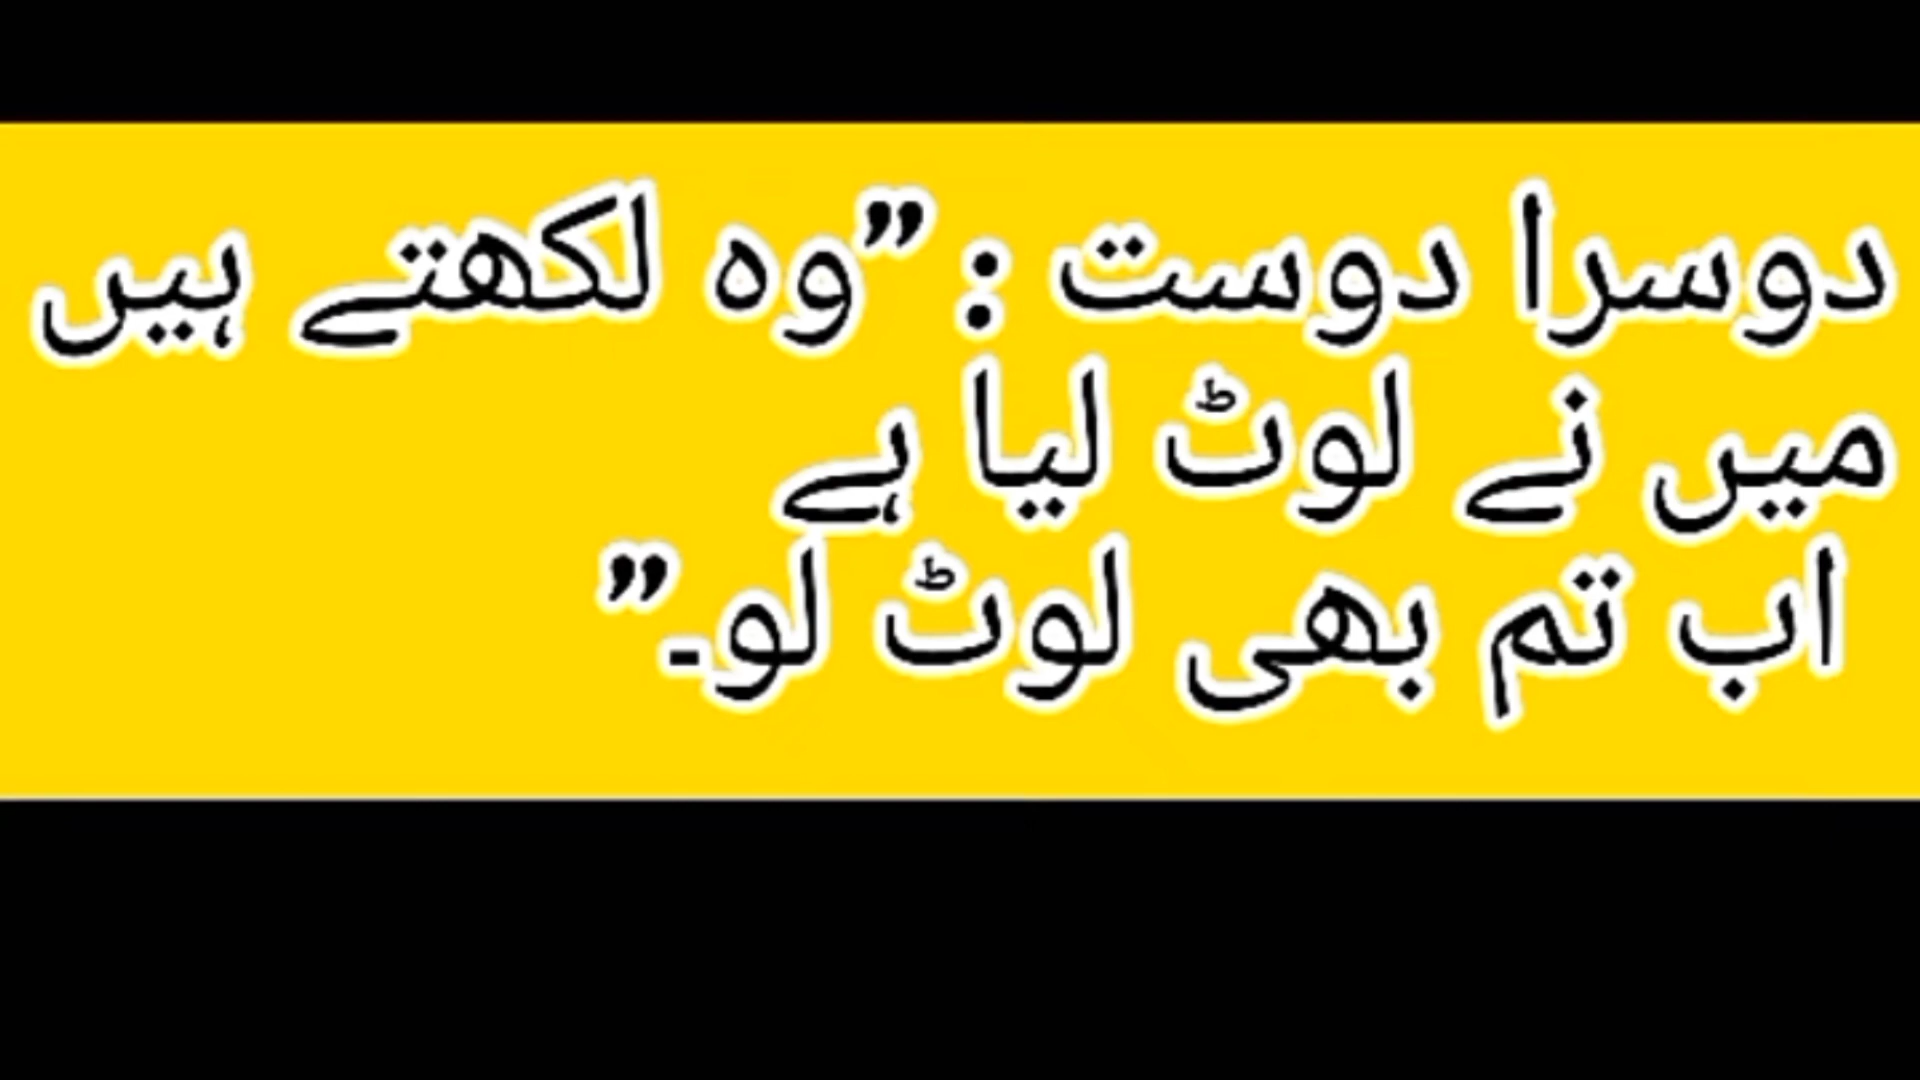 دوسرا دوست : ”وہ لکھتے ہیں
میں نے لوٹ لیا ہے
اب تم بھی لوٹ لو۔”